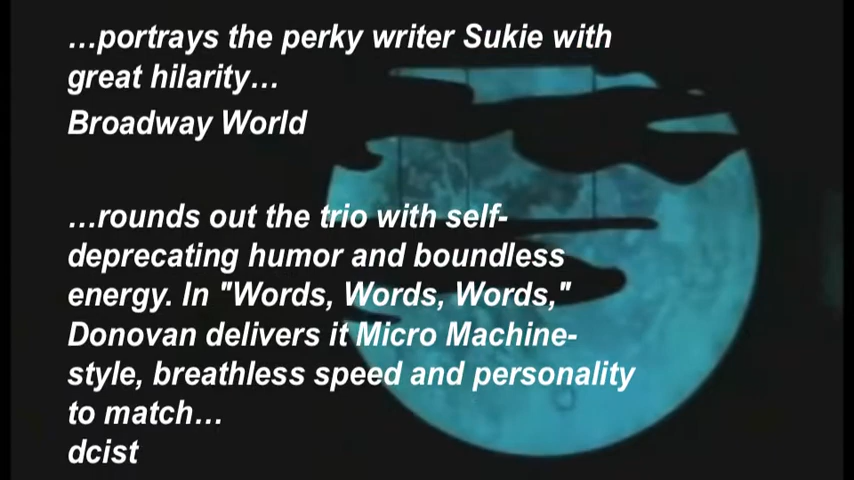 …portrays the perky writer Sukie with
great hilarity…
Broadway World
…rounds out the trio with self-
deprecating humor and boundless
energy. In "Words, Words, Words,"
Donovan delivers it Micro Machine-
style, breathless speed and personality
to match…
dcist